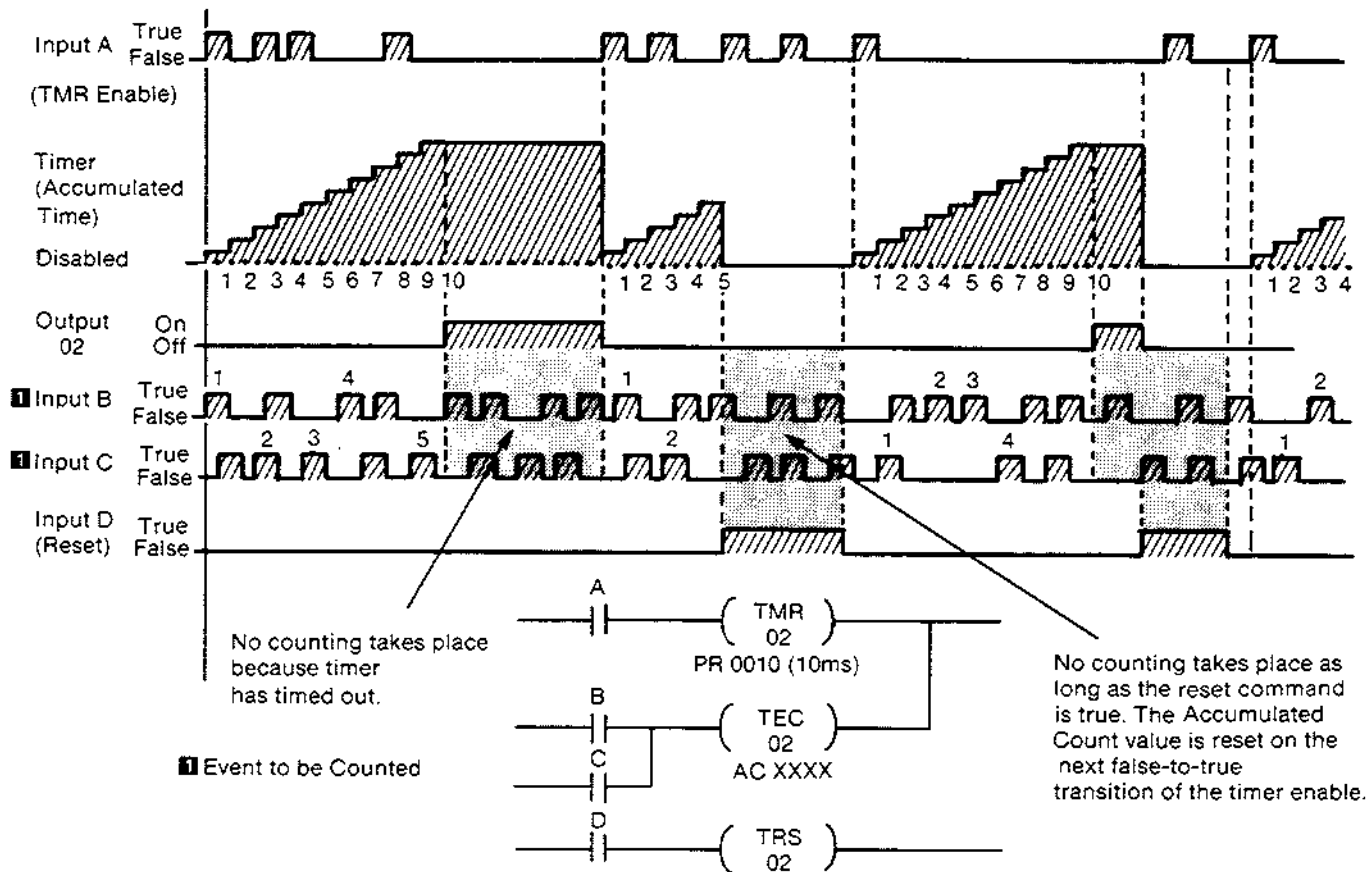 Input A True
False
(TMR Enable)
Timer
(Accumulated
Time)
Disabled
1 2 3 4 5 6 7 8 9 10 1 2 3 4 5 1 2 3 4 5 6 7 8 9 10 1 2 3 4
Output On
02 Off
1 4 1 2 3 2
1 Input B True
False
2 3 5 2 1 4 1
1 Input C True
False
Input D True
(Reset) False
A
TMR
02
PR 0010 (10ms)
No counting takes place
because timer
has timed out.
B
TEC
02
AC XXXX
C
1 Event to be Counted
D
TRS
02
No counting takes place as
long as the reset command
is true. The Accumulated
Count value is reset on the
next false-to-true
transition of the timer enable.